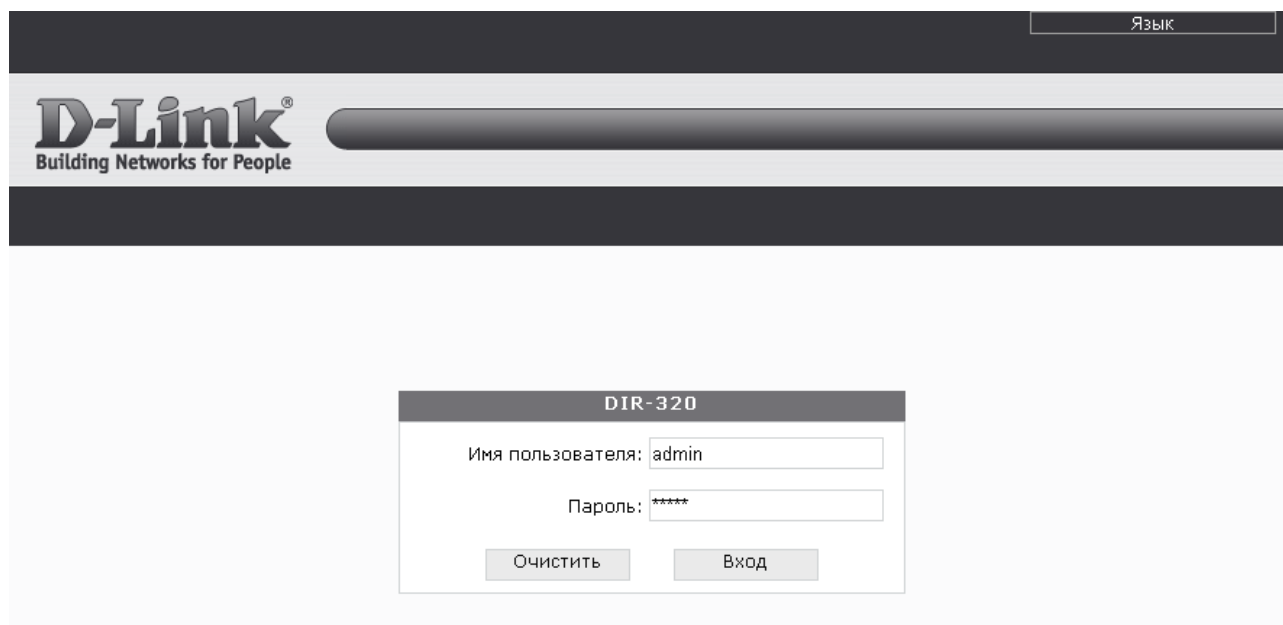 Язык
D-Link®
Building Networks for People
DIR-320
Имя пользователя: admin
Пароль: *****
Очистить Вход